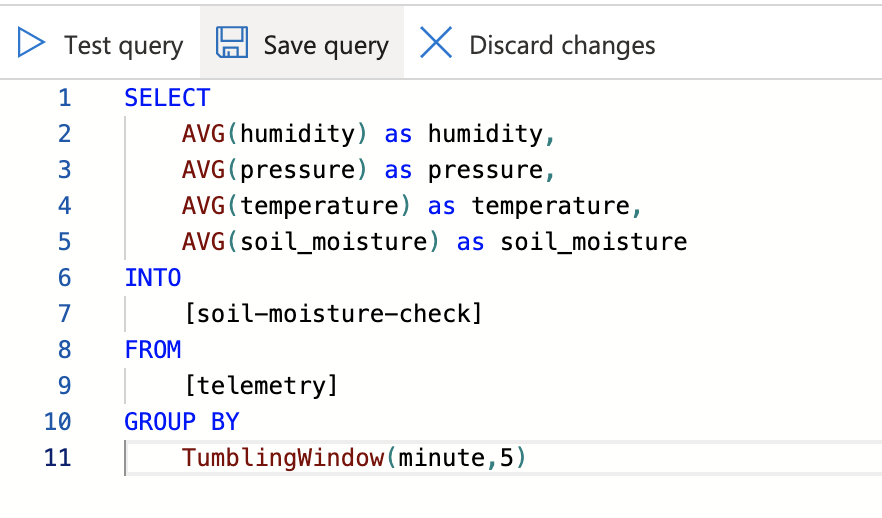 Test query Save query Discard changes
1 SELECT
2 AVG(humidity) as humidity,
3 AVG(pressure) as pressure,
4 AVG(temperature) as temperature,
5 AVG(soil_moisture) as soil_moisture
6 INTO
7 [soil-moisture-check]
8 FROM
9 [telemetry]
10 GROUP BY
11 TumblingWindow(minute,5)